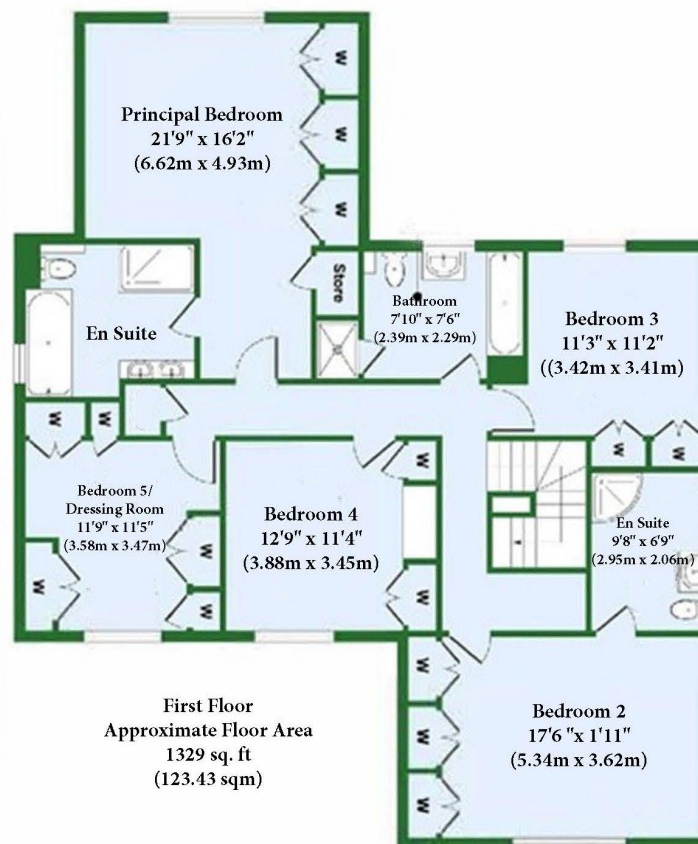 Principal Bedroom
21'9" x 16'2"
(6.62m x 4.93m)
W
W
W
Store
En Suite
Bathroom
7'10" x 7'6"
(2.39m x 2.29m)
Bedroom 3
11'3" x 11'2"
((3.42m x 3.41m)
W
W
W
W
Bedroom 5/
Dressing Room
11'9" x 11'5"
(3.58m x 3.47m)
W
W
W
Bedroom 4
12'9" x 11'4"
(3.88m x 3.45m)
W
W
En Suite
9'8" x 6'9"
(2.95m x 2.06m)
W
W
W
Bedroom 2
17'6 "x 1'11"
(5.34m x 3.62m)
First Floor
Approximate Floor Area
1329 sq. ft
(123.43 sqm)